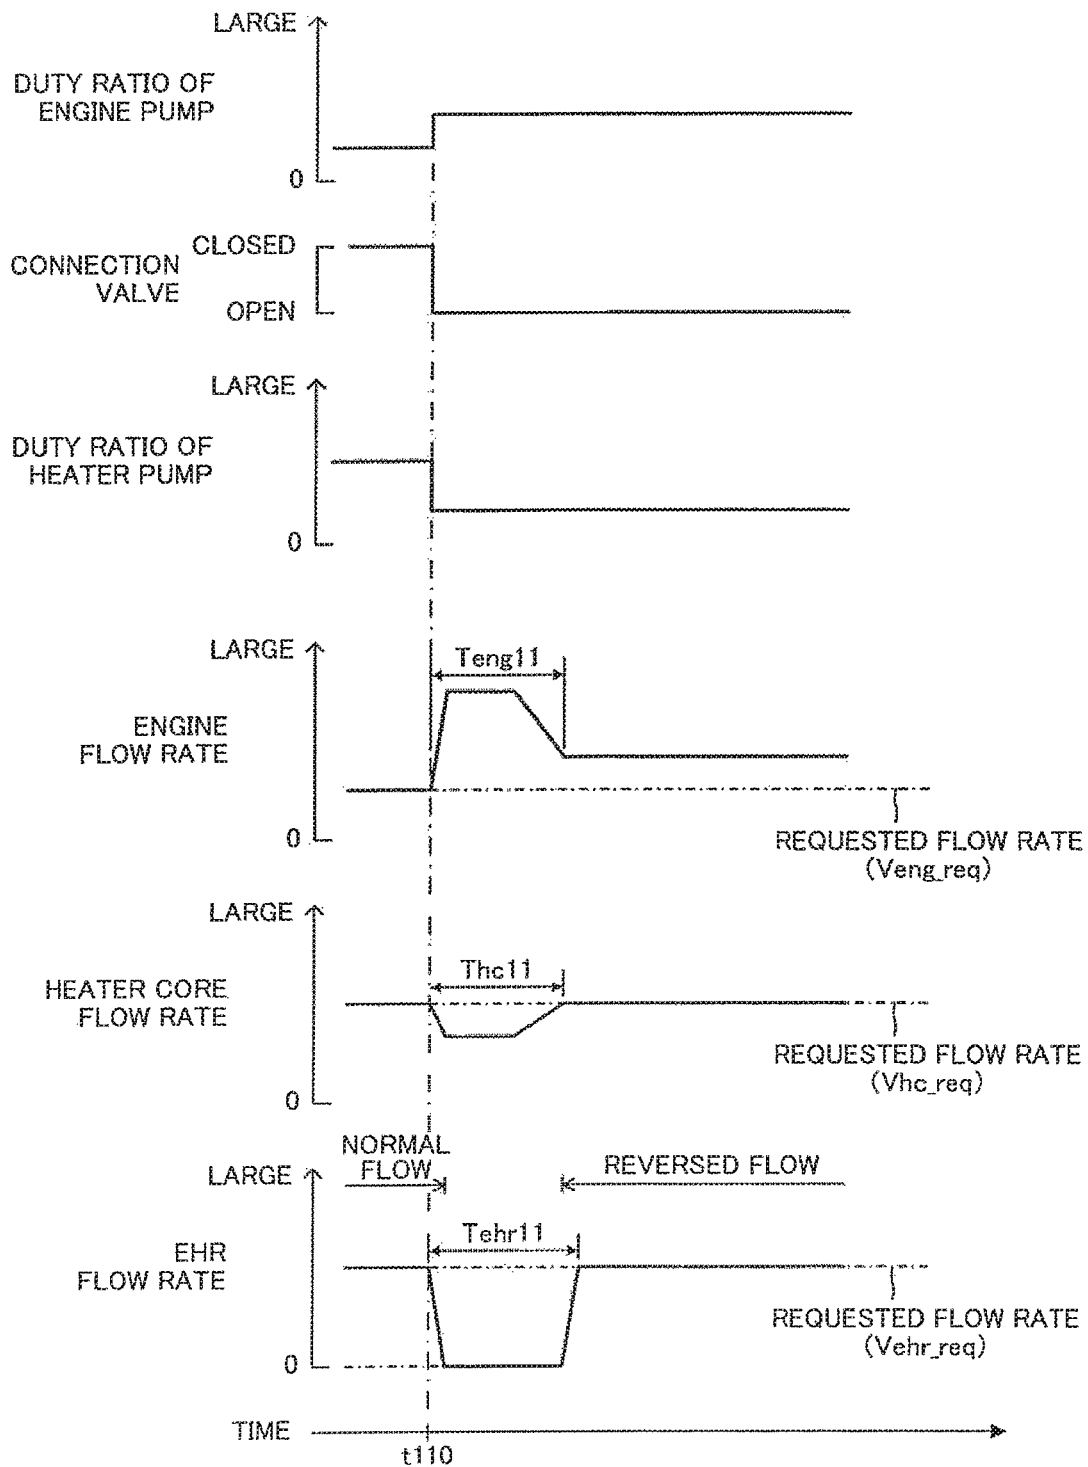 LARGE
DUTY RATIO OF
ENGINE PUMP
0
CLOSED
CONNECTION
VALVE
OPEN
LARGE
DUTY RATIO OF
HEATER PUMP
0
LARGE
Teng11
ENGINE
FLOW RATE
0
REQUESTED FLOW RATE
(Veng_req)
LARGE
Thc11
HEATER CORE
FLOW RATE
REQUESTED FLOW RATE
(Vhc_req)
0
NORMAL
FLOW
LARGE
REVERSED FLOW
Tehr11
EHR
FLOW RATE
REQUESTED FLOW RATE
(Vehr_req)
0
TIME
t110